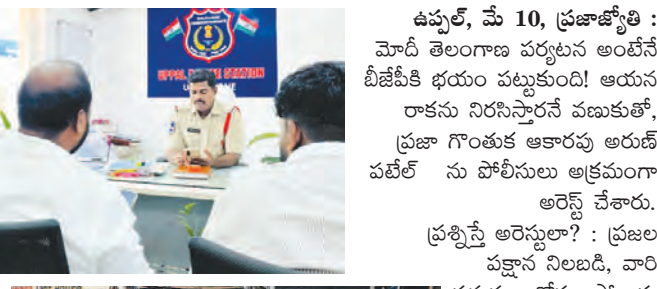 UPPAL POLICE STATION
ఉప్పల్, మే 10, ప్రజాజ్యోతి :
మోదీ తెలంగాణ పర్యటన అంటేనే
బీజేపీకి భయం పట్టుకుంది! ఆయన
రాకను నిరసిస్తారనే వణుకుతో,
ప్రజా గొంతుక ఆకారపు అరుణ్
పటేల్ ను పోలీసులు అక్రమంగా
అరెస్ట్ చేశారు.
ప్రశ్నిస్తే అరెస్టులా? : ప్రజల
పక్షాన నిలబడి, వారి